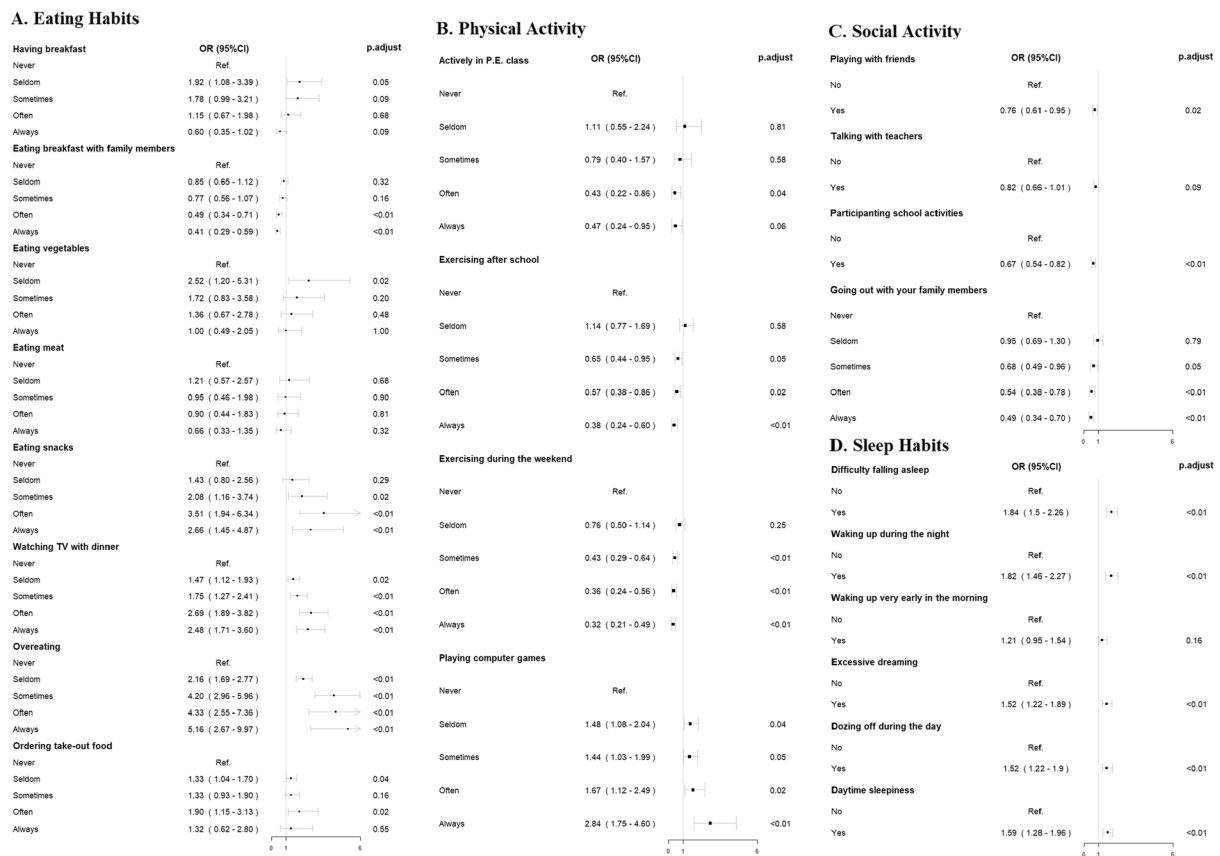 A. Eating Habits
Having breakfast OR (95%CI) p.adjust
Never Ref.
Seldom 1.92 ( 1.08 - 3.39 ) 0.05
Sometimes 1.78 ( 0.99 - 3.21 ) 0.09
Often 1.15 ( 0.67 - 1.98 ) 0.68
Always 0.60 ( 0.35 - 1.02 ) 0.09
Eating breakfast with family members
Never Ref.
Seldom 0.85 ( 0.65 - 1.12 ) 0.32
Sometimes 0.77 ( 0.56 - 1.07 ) 0.16
Often 0.49 ( 0.34 - 0.71 ) <0.01
Always 0.41 ( 0.29 - 0.59 ) <0.01
Eating vegetables
Never Ref.
Seldom 2.52 ( 1.20 - 5.31 ) 0.02
Sometimes 1.72 ( 0.83 - 3.58 ) 0.20
Often 1.36 ( 0.67 - 2.78 ) 0.48
Always 1.00 ( 0.49 - 2.05 ) 1.00
Eating meat
Never Ref.
Seldom 1.21 ( 0.57 - 2.57 ) 0.68
Sometimes 0.95 ( 0.46 - 1.98 ) 0.90
Often 0.90 ( 0.44 - 1.83 ) 0.81
Always 0.66 ( 0.33 - 1.35 ) 0.32
Eating snacks
Never Ref.
Seldom 1.43 ( 0.80 - 2.56 ) 0.29
Sometimes 2.08 ( 1.16 - 3.74 ) 0.02
Often 3.51 ( 1.94 - 6.34 ) <0.01
Always 2.66 ( 1.45 - 4.87 ) <0.01
Watching TV with dinner
Never Ref.
Seldom 1.47 ( 1.12 - 1.93 ) 0.02
Sometimes 1.75 ( 1.27 - 2.41 ) <0.01
Often 2.69 ( 1.89 - 3.82 ) <0.01
Always 2.48 ( 1.71 - 3.60 ) <0.01
Overeating
Never Ref.
Seldom 2.16 ( 1.69 - 2.77 ) <0.01
Sometimes 4.20 ( 2.96 - 5.96 ) <0.01
Often 4.33 ( 2.55 - 7.36 ) <0.01
Always 5.16 ( 2.67 - 9.97 ) <0.01
Ordering take-out food
Never Ref.
Seldom 1.33 ( 1.04 - 1.70 ) 0.04
Sometimes 1.33 ( 0.93 - 1.90 ) 0.16
Often 1.90 ( 1.15 - 3.13 ) 0.02
Always 1.32 ( 0.62 - 2.80 ) 0.55
0 1 6
B. Physical Activity
Actively in P.E. class OR (95%CI) p.adjust
Never Ref.
Seldom 1.11 ( 0.55 - 2.24 ) 0.81
Sometimes 0.79 ( 0.40 - 1.57 ) 0.58
Often 0.43 ( 0.22 - 0.86 ) 0.04
Always 0.47 ( 0.24 - 0.95 ) 0.06
Exercising after school
Never Ref.
Seldom 1.14 ( 0.77 - 1.69 ) 0.58
Sometimes 0.65 ( 0.44 - 0.95 ) 0.05
Often 0.57 ( 0.38 - 0.86 ) 0.02
Always 0.38 ( 0.24 - 0.60 ) <0.01
Exercising during the weekend
Never Ref.
Seldom 0.76 ( 0.50 - 1.14 ) 0.25
Sometimes 0.43 ( 0.29 - 0.64 ) <0.01
Often 0.36 ( 0.24 - 0.56 ) <0.01
Always 0.32 ( 0.21 - 0.49 ) <0.01
Playing computer games
Never Ref.
Seldom 1.48 ( 1.08 - 2.04 ) 0.04
Sometimes 1.44 ( 1.03 - 1.99 ) 0.05
Often 1.67 ( 1.12 - 2.49 ) 0.02
Always 2.84 ( 1.75 - 4.60 ) <0.01
0 1 6
C. Social Activity
Playing with friends OR (95%CI) p.adjust
No Ref.
Yes 0.76 ( 0.61 - 0.95 ) 0.02
Talking with teachers
No Ref.
Yes 0.82 ( 0.66 - 1.01 ) 0.09
Participanting school activities
No Ref.
Yes 0.67 ( 0.54 - 0.82 ) <0.01
Going out with your family members
Never Ref.
Seldom 0.95 ( 0.69 - 1.30 ) 0.79
Sometimes 0.68 ( 0.49 - 0.96 ) 0.05
Often 0.54 ( 0.38 - 0.78 ) <0.01
Always 0.49 ( 0.34 - 0.70 ) <0.01
0 1 6
D. Sleep Habits
Difficulty falling asleep OR (95%CI) p.adjust
No Ref.
Yes 1.84 ( 1.5 - 2.26 ) <0.01
Waking up during the night
No Ref.
Yes 1.82 ( 1.46 - 2.27 ) <0.01
Waking up very early in the morning
No Ref.
Yes 1.21 ( 0.95 - 1.54 ) 0.16
Excessive dreaming
No Ref.
Yes 1.52 ( 1.22 - 1.89 ) <0.01
Dozing off during the day
No Ref.
Yes 1.52 ( 1.22 - 1.9 ) <0.01
Daytime sleepiness
No Ref.
Yes 1.59 ( 1.28 - 1.96 ) <0.01
0 1 6